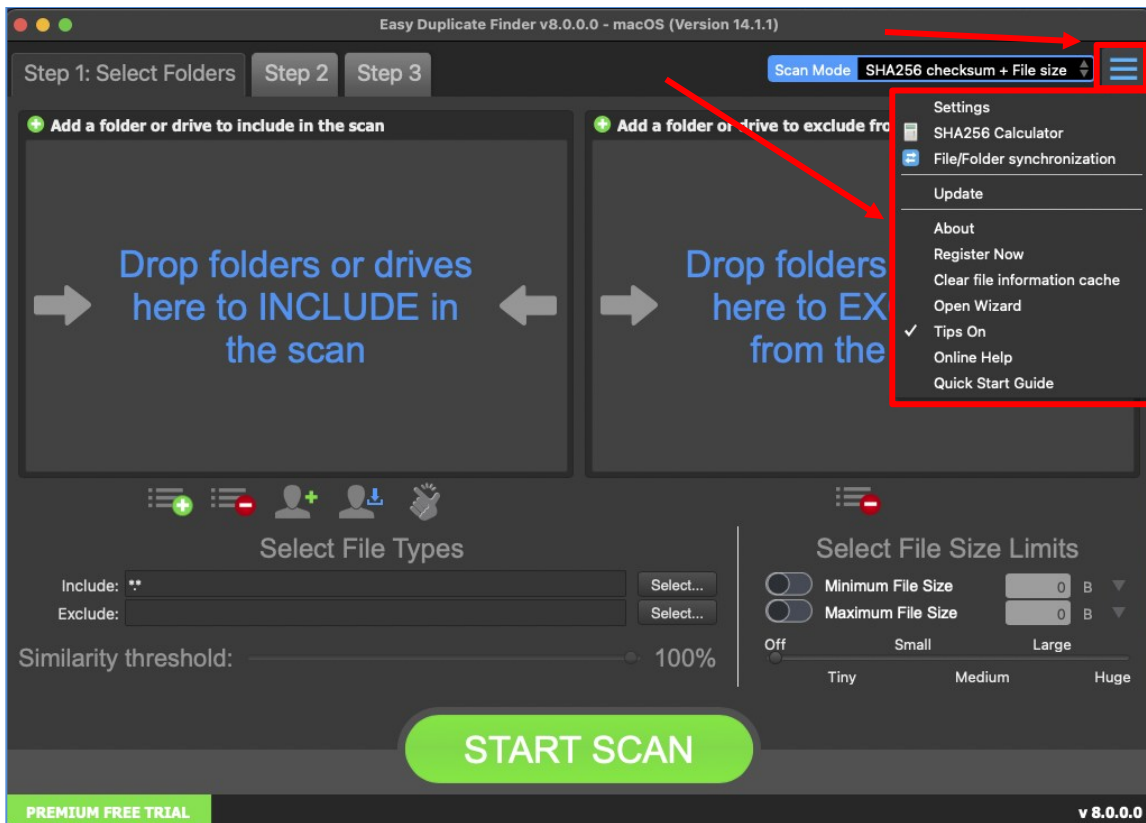 Easy Duplicate Finder v8.0.0.0 - macOS (Version 14.1.1)
Step 1: Select Folders
Step 2
Step 3
Scan Mode
SHA256 checksum + File size
Add a folder or drive to include in the scan
Add a folder or drive to exclude fro
Settings
SHA256 Calculator
File/Folder synchronization
Update
About
Register Now
Clear file information cache
Open Wizard
Tips On
Online Help
Quick Start Guide
Drop folders or drives
here to INCLUDE in
the scan
Drop folders
here to EX
from the
Select File Types
Include:
*.*
Select...
Exclude:
Select...
Similarity threshold:
100%
Select File Size Limits
Minimum File Size
0
B
Maximum File Size
0
B
Off
Small
Large
Tiny
Medium
Huge
START SCAN
PREMIUM FREE TRIAL
v 8.0.0.0